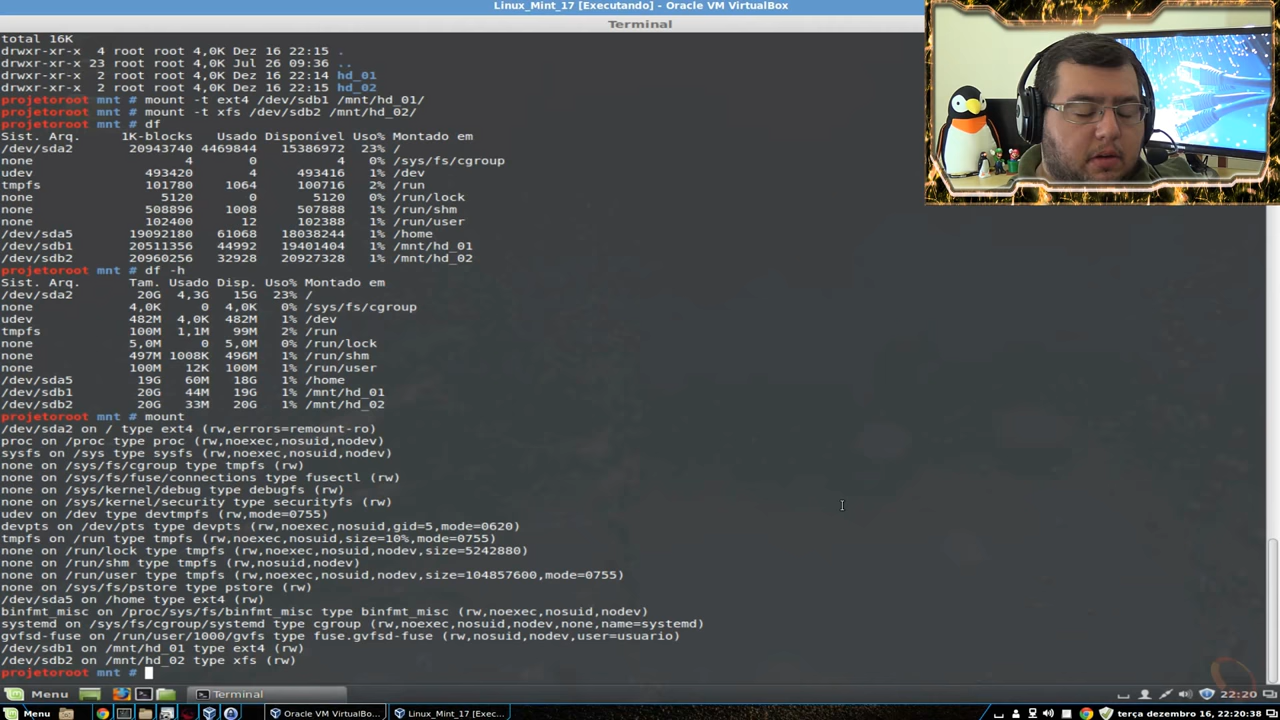 Linux_Mint_17 [Executando] - Oracle VM VirtualBox
Terminal
total 16K
drwxr-xr-x  4 root root 4,0K Dez 16 22:15 .
drwxr-xr-x 23 root root 4,0K Jul 26 09:36 ..
drwxr-xr-x  2 root root 4,0K Dez 16 22:14 hd_01
drwxr-xr-x  2 root root 4,0K Dez 16 22:15 hd_02
projetoroot mnt # mount -t ext4 /dev/sdb1 /mnt/hd_01/
projetoroot mnt # mount -t xfs /dev/sdb2 /mnt/hd_02/
projetoroot mnt # df
Sist. Arq.      1K-blocks   Usado Disponível Uso% Montado em
/dev/sda2        20943740 4469844   15386972  23% /
none                    4       0          4   0% /sys/fs/cgroup
udev               493420       4     493416   1% /dev
tmpfs              101780    1064     100716   2% /run
none                 5120       0       5120   0% /run/lock
none               508896    1008     507888   1% /run/shm
none               102400      12     102388   1% /run/user
/dev/sda5        19092180   61068   18038244   1% /home
/dev/sdb1        20511356   44992   19401404   1% /mnt/hd_01
/dev/sdb2        20960256   32928   20927328   1% /mnt/hd_02
projetoroot mnt # df -h
Sist. Arq.      Tam. Usado Disp. Uso% Montado em
/dev/sda2        20G  4,3G   15G  23% /
none            4,0K     0  4,0K   0% /sys/fs/cgroup
udev            482M  4,0K  482M   1% /dev
tmpfs           100M  1,1M   99M   2% /run
none            5,0M     0  5,0M   0% /run/lock
none            497M 1008K  496M   1% /run/shm
none            100M   12K  100M   1% /run/user
/dev/sda5        19G   60M   18G   1% /home
/dev/sdb1        20G   44M   19G   1% /mnt/hd_01
/dev/sdb2        20G   33M   20G   1% /mnt/hd_02
projetoroot mnt # mount
/dev/sda2 on / type ext4 (rw,errors=remount-ro)
proc on /proc type proc (rw,noexec,nosuid,nodev)
sysfs on /sys type sysfs (rw,noexec,nosuid,nodev)
none on /sys/fs/cgroup type tmpfs (rw)
none on /sys/fs/fuse/connections type fusectl (rw)
none on /sys/kernel/debug type debugfs (rw)
none on /sys/kernel/security type securityfs (rw)
udev on /dev type devtmpfs (rw,mode=0755)
devpts on /dev/pts type devpts (rw,noexec,nosuid,gid=5,mode=0620)
tmpfs on /run type tmpfs (rw,noexec,nosuid,size=10%,mode=0755)
none on /run/lock type tmpfs (rw,noexec,nosuid,nodev,size=5242880)
none on /run/shm type tmpfs (rw,nosuid,nodev)
none on /run/user type tmpfs (rw,noexec,nosuid,nodev,size=104857600,mode=0755)
none on /sys/fs/pstore type pstore (rw)
/dev/sda5 on /home type ext4 (rw)
binfmt_misc on /proc/sys/fs/binfmt_misc type binfmt_misc (rw,noexec,nosuid,nodev)
systemd on /sys/fs/cgroup/systemd type cgroup (rw,noexec,nosuid,nodev,none,name=systemd)
gvfsd-fuse on /run/user/1000/gvfs type fuse.gvfsd-fuse (rw,nosuid,nodev,user=usuario)
/dev/sdb1 on /mnt/hd_01 type ext4 (rw)
/dev/sdb2 on /mnt/hd_02 type xfs (rw)
projetoroot mnt #
Menu Terminal 22:20
Menu Oracle VM VirtualBo... Linux_Mint_17 [Exec... terça dezembro 16, 22:20:38